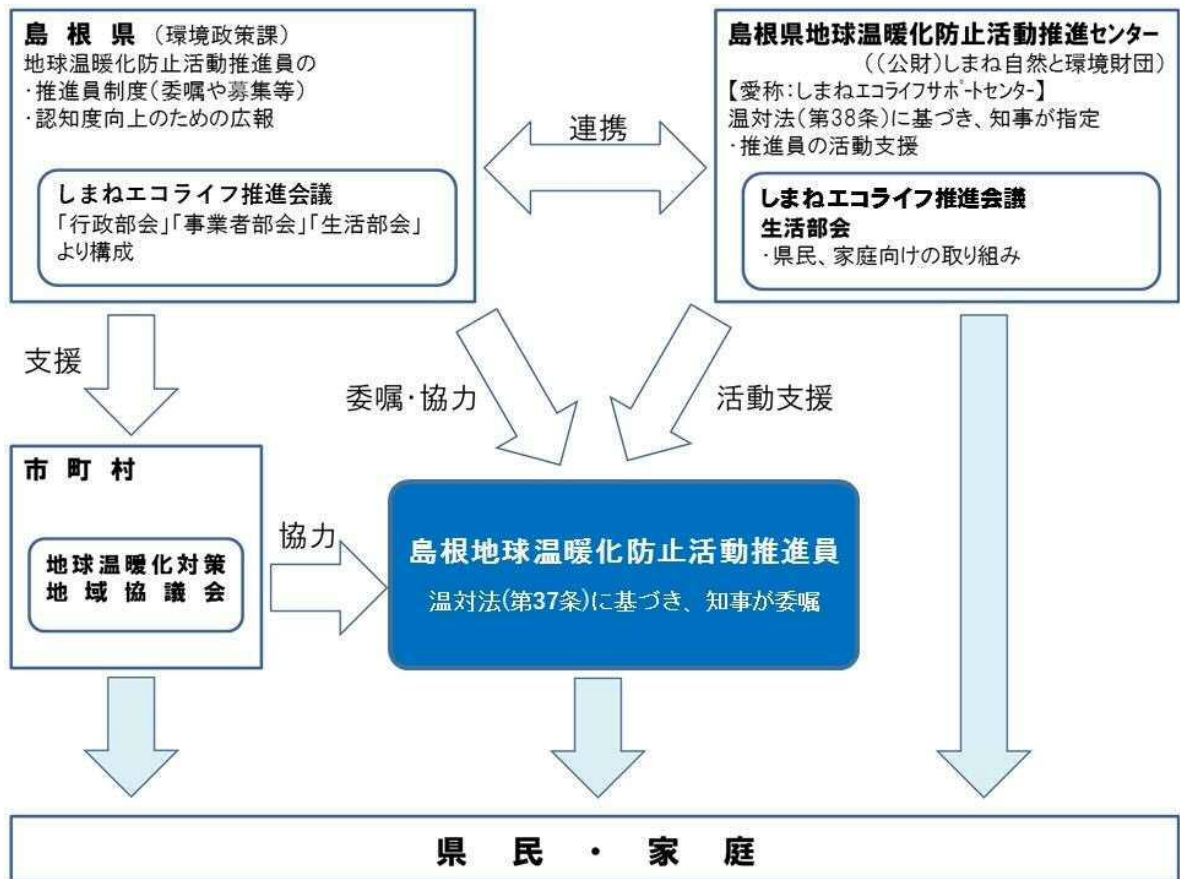 島根県（環境政策課）
地球温暖化防止活動推進員の
・推進員制度（委嘱や募集等）
・認知度向上のための広報
しまねエコライフ推進会議
「行政部会」「事業者部会」「生活部会」
より構成
連携
島根県地球温暖化防止活動推進センター
（（公財）しまね自然と環境財団）
【愛称：しまねエコライフサポートセンター】
温対法（第38条）に基づき、知事が指定
・推進員の活動支援
しまねエコライフ推進会議
生活部会
・県民、家庭向けの取り組み
支援
委嘱・協力
活動支援
市町村
地球温暖化対策
地域協議会
協力
島根地球温暖化防止活動推進員
温対法(第37条)に基づき、知事が委嘱
県民・家庭